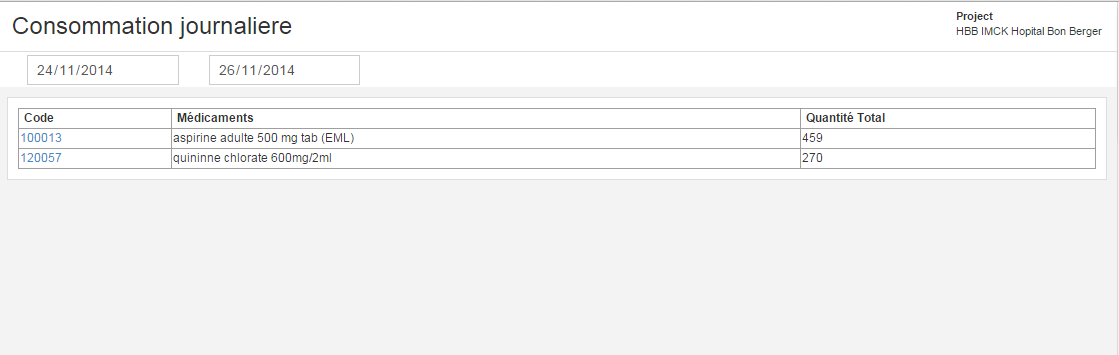 Consommation journaliere
Project
HBB IMCK Hopital Bon Berger
24/11/2014 26/11/2014
Code Médicaments Quantité Total
100013 aspirine adulte 500 mg tab (EML) 459
120057 quininne chlorate 600mg/2ml 270